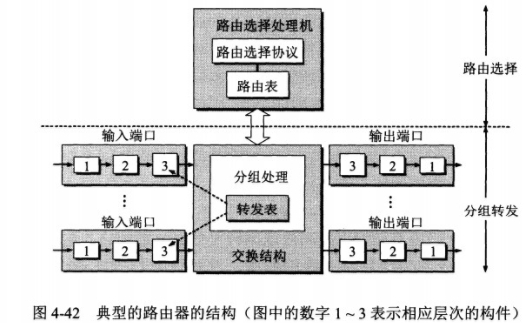 路由选择处理机
路由选择协议
路由表
路由选择
输入端口
输出端口
1 2 3
3 2 1
分组处理
转发表
分组转发
输入端口
输出端口
1 2 3
3 2 1
交换结构
图 4-42 典型的路由器的结构（图中的数字 1~3 表示相应层次的构件）